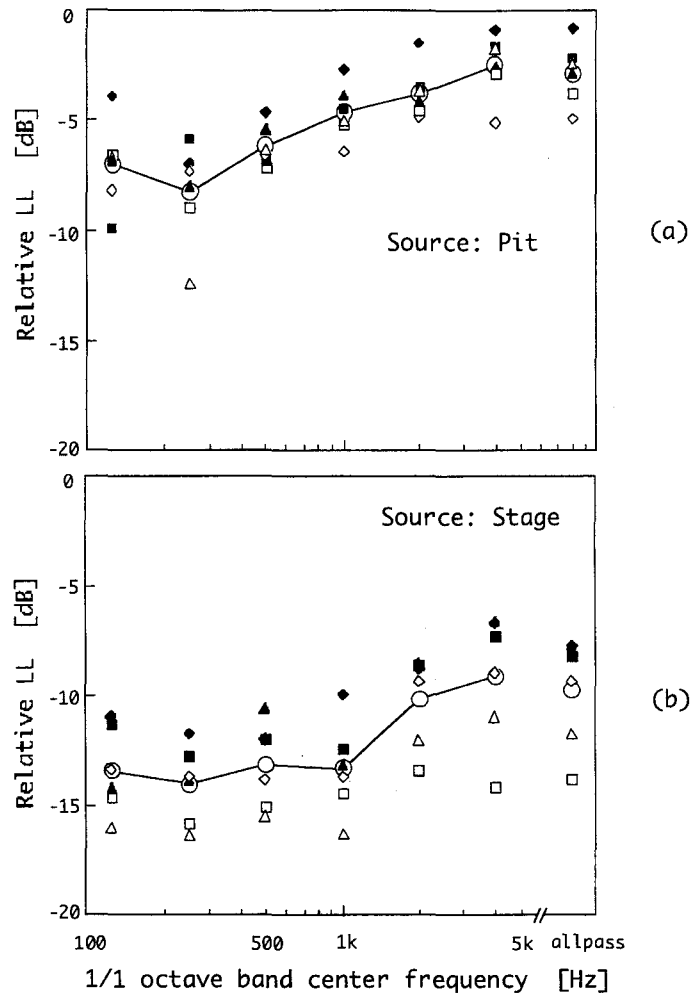 0
-5
-10
-15
-20
Relative LL [dB]
Source: Pit
(a)
0
-5
-10
-15
-20
Relative LL [dB]
Source: Stage
(b)
100 500 1k 5k allpass
1/1 octave band center frequency [Hz]